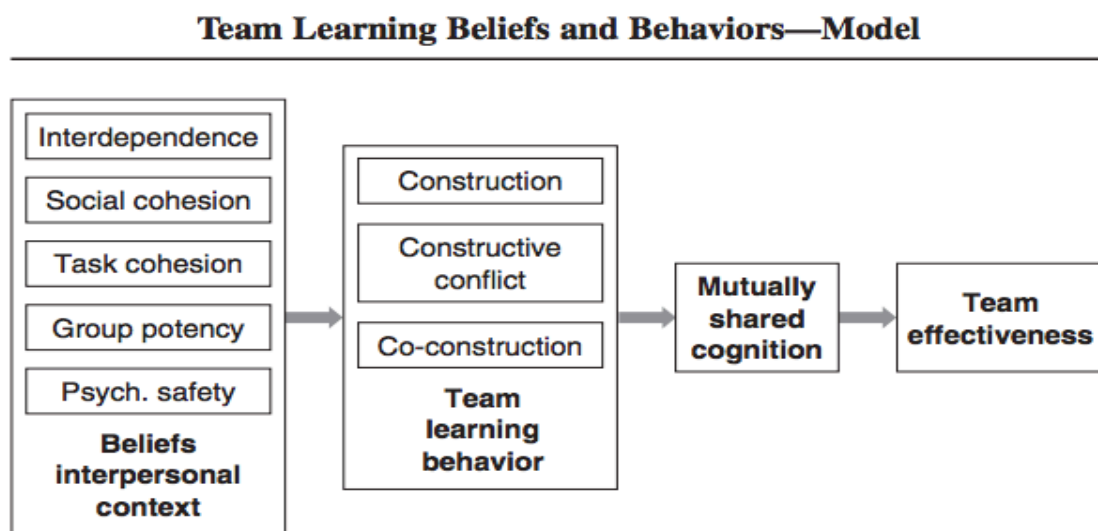 Team Learning Beliefs and Behaviors—Model
Interdependence
Social cohesion
Task cohesion
Group potency
Psych. safety
Beliefs
interpersonal
context
Construction
Constructive
conflict
Co-construction
Team
learning
behavior
Mutually
shared
cognition
Team
effectiveness